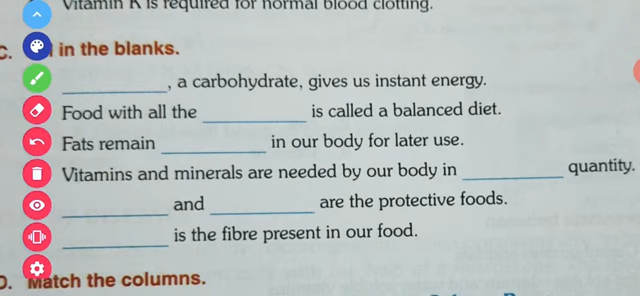 Vitamin K is required for normal blood clotting.
C. in the blanks.
__________, a carbohydrate, gives us instant energy.
Food with all the __________ is called a balanced diet.
Fats remain __________ in our body for later use.
Vitamins and minerals are needed by our body in __________ quantity.
__________ and __________ are the protective foods.
__________ is the fibre present in our food.
D. Match the columns.